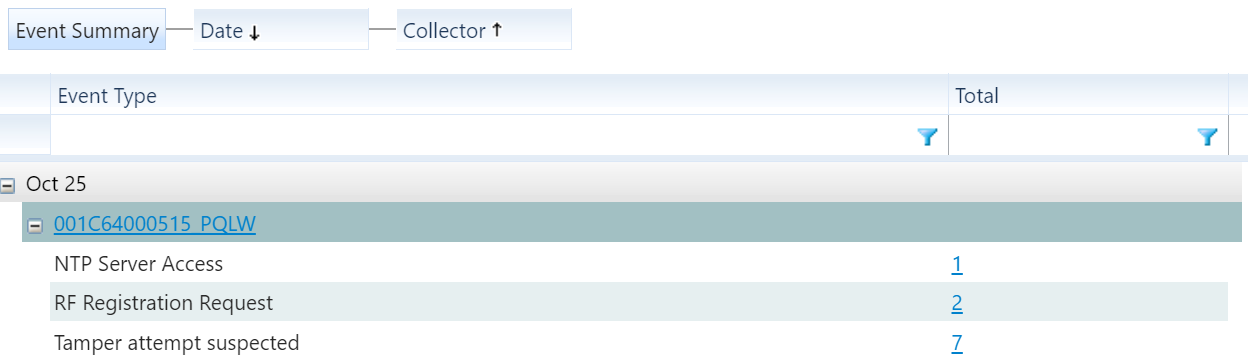 Event Summary Date ↓ Collector ↑
Event Type Total
Oct 25
001C64000515_PQLW
NTP Server Access 1
RF Registration Request 2
Tamper attempt suspected 7